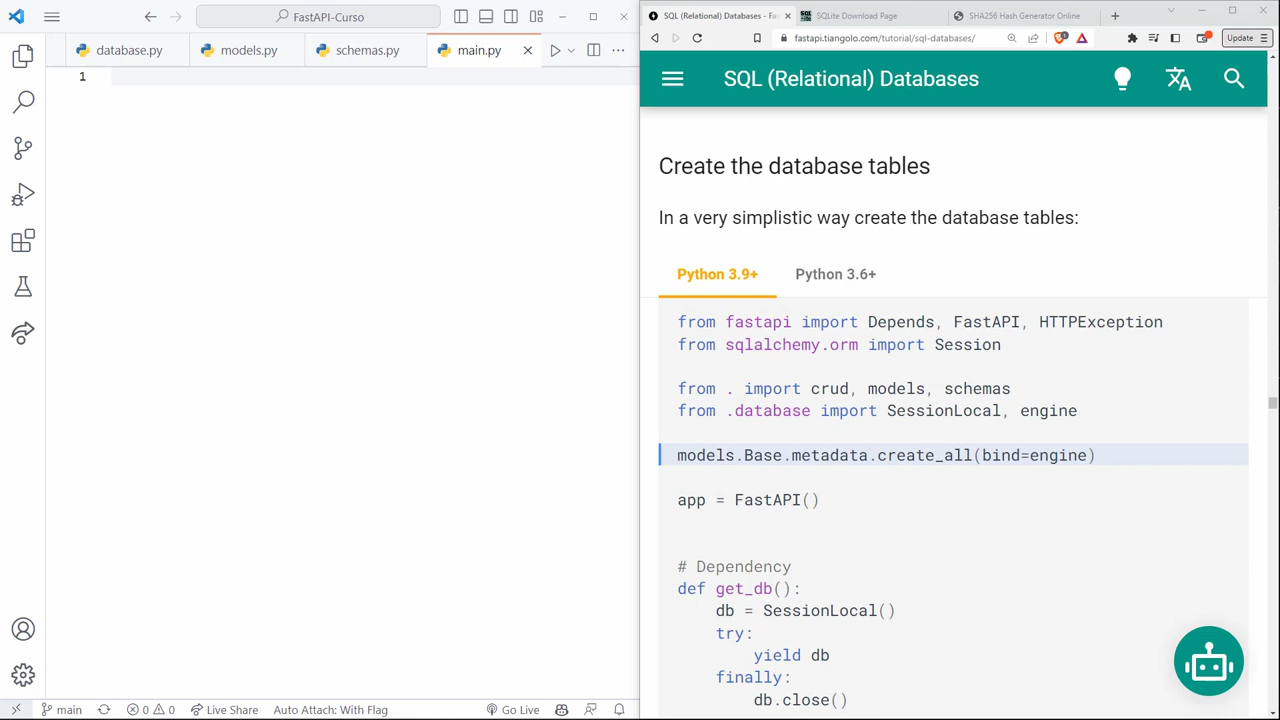 FastAPI-Curso
database.py
models.py
schemas.py
main.py
1
main
0
0
Live Share
Auto Attach: With Flag
Go Live
SQL (Relational) Databases - Fa
SQLite Download Page
SHA256 Hash Generator Online
fastapi.tiangolo.com/tutorial/sql-databases/
Update
SQL (Relational) Databases
Create the database tables
In a very simplistic way create the database tables:
Python 3.9+
Python 3.6+
from fastapi import Depends, FastAPI, HTTPException
from sqlalchemy.orm import Session
from . import crud, models, schemas
from .database import SessionLocal, engine
models.Base.metadata.create_all(bind=engine)
app = FastAPI()
# Dependency
def get_db():
    db = SessionLocal()
    try:
        yield db
    finally:
        db.close()